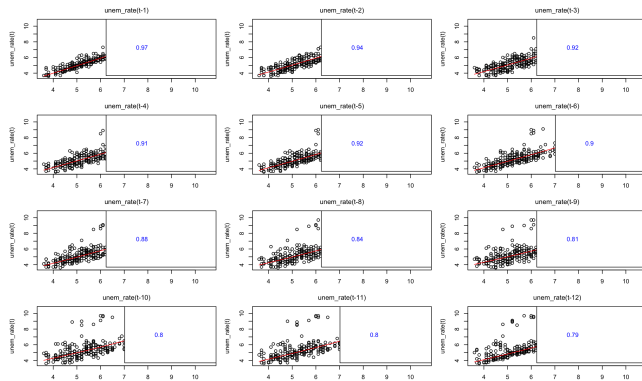 unem_rate(t-1) unem_rate(t-2) unem_rate(t-3)
unem_rate(t) 4 6 8 10 0.97 unem_rate(t) 4 6 8 10 0.94 unem_rate(t) 4 6 8 10 0.92
4 5 6 7 8 9 10 4 5 6 7 8 9 10 4 5 6 7 8 9 10
unem_rate(t-4) unem_rate(t-5) unem_rate(t-6)
unem_rate(t) 4 6 8 10 0.91 unem_rate(t) 4 6 8 10 0.92 unem_rate(t) 4 6 8 10 0.9
4 5 6 7 8 9 10 4 5 6 7 8 9 10 4 5 6 7 8 9 10
unem_rate(t-7) unem_rate(t-8) unem_rate(t-9)
unem_rate(t) 4 6 8 10 0.88 unem_rate(t) 4 6 8 10 0.84 unem_rate(t) 4 6 8 10 0.81
4 5 6 7 8 9 10 4 5 6 7 8 9 10 4 5 6 7 8 9 10
unem_rate(t-10) unem_rate(t-11) unem_rate(t-12)
unem_rate(t) 4 6 8 10 0.8 unem_rate(t) 4 6 8 10 0.8 unem_rate(t) 4 6 8 10 0.79
4 5 6 7 8 9 10 4 5 6 7 8 9 10 4 5 6 7 8 9 10